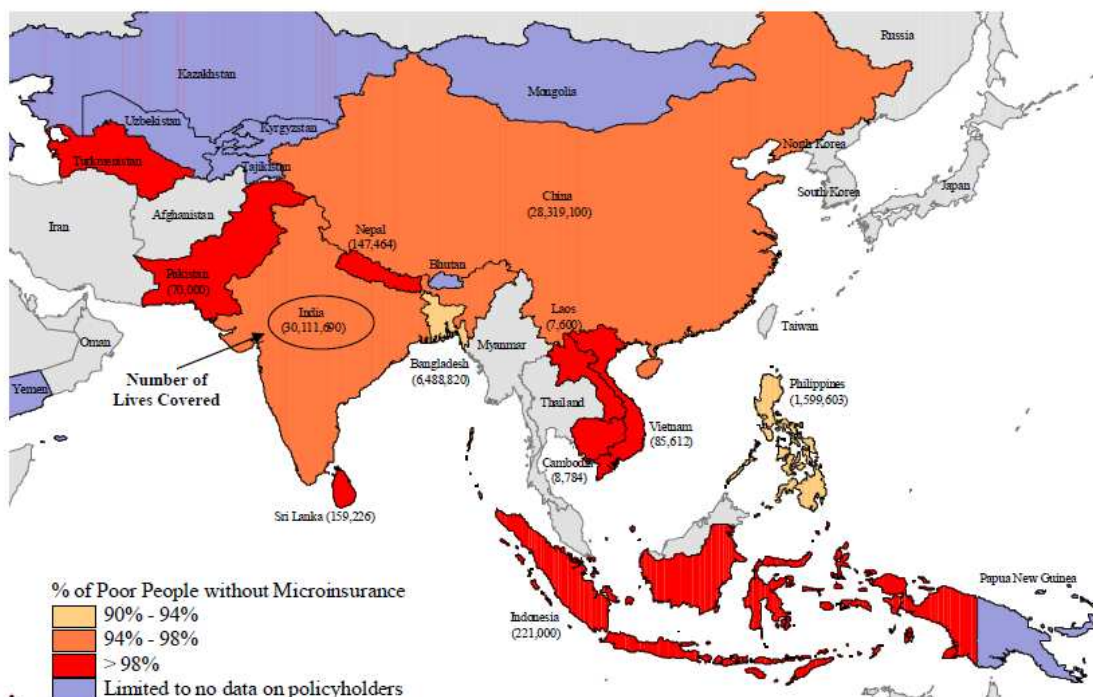 Russia
Kazakhstan
Mongolia
Uzbekistan
Kyrgyzstan
North Korea
Turkmenistan
Tajikistan
South Korea
Japan
China
(28,319,100)
Afghanistan
Iran
Nepal
(147,464)
Bhutan
Pakistan
(70,000)
India
(30,111,690)
Laos
(7,600)
Taiwan
Oman
Myanmar
Bangladesh
(6,488,820)
Number of
Lives Covered
Yemen
Philippines
(1,599,603)
Thailand
Vietnam
(85,612)
Cambodia
(8,784)
Sri Lanka (159,226)
Papua New Guinea
Indonesia
(221,000)
% of Poor People without Microinsurance
90% - 94%
94% - 98%
> 98%
Limited to no data on policyholders